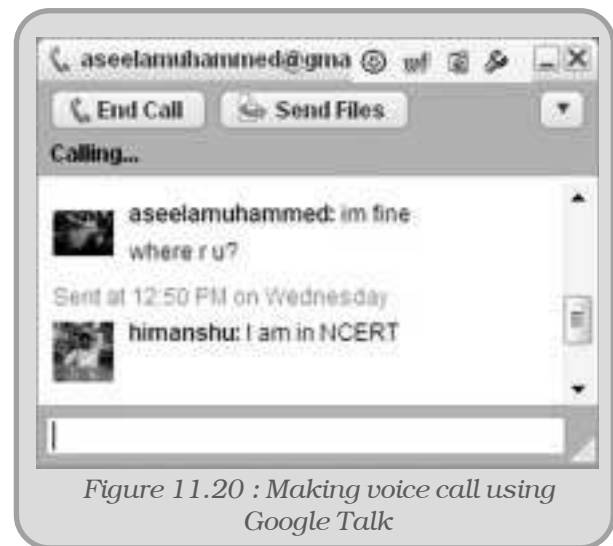 aseelamuhammed@gma
End Call Send Files
Calling...
aseelamuhammed: im fine
where r u?
Sent at 12:50 PM on Wednesday
himanshu: I am in NCERT
Figure 11.20 : Making voice call using
Google Talk